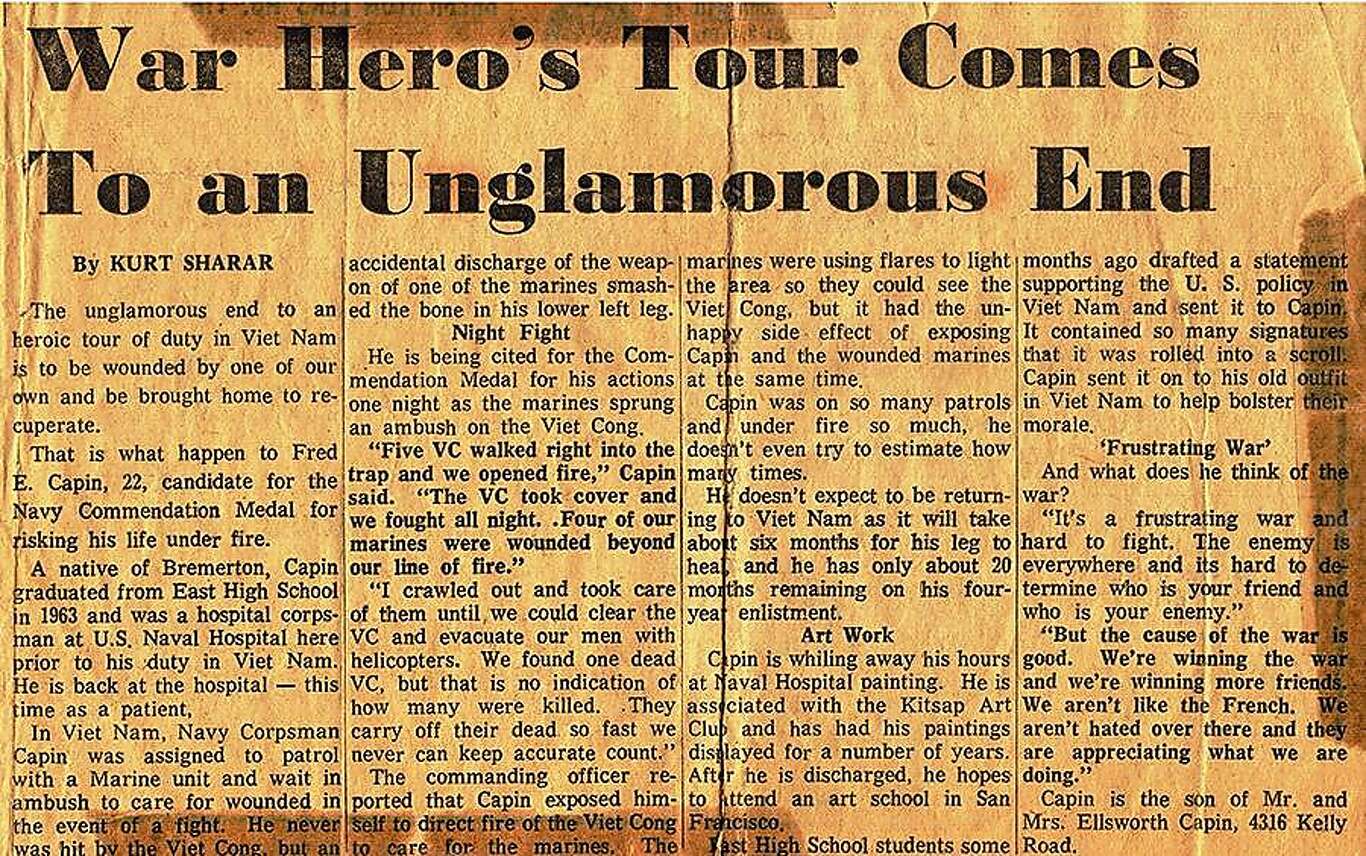 War Hero's Tour Comes
To an Unglamorous End
By KURT SHARAR
The unglamorous end to an
heroic tour of duty in Viet Nam
is to be wounded by one of our
own and be brought home to re-
cuperate.
That is what happen to Fred
E. Capin, 22, candidate for the
Navy Commendation Medal for
risking his life under fire.
A native of Bremerton, Capin
graduated from East High School
in 1963 and was a hospital corps-
man at U.S. Naval Hospital here
prior to his duty in Viet Nam.
He is back at the hospital — this
time as a patient,
In Viet Nam, Navy Corpsman
Capin was assigned to patrol
with a Marine unit and wait in
ambush to care for wounded in
the event of a fight. He never
was hit by the Viet Cong, but an
accidental discharge of the weap-
on of one of the marines smash-
ed the bone in his lower left leg.
Night Fight
He is being cited for the Com-
mendation Medal for his actions
one night as the marines sprung
an ambush on the Viet Cong.
"Five VC walked right into the
trap and we opened fire," Capin
said. "The VC took cover and
we fought all night. .Four of our
marines were wounded beyond
our line of fire."
"I crawled out and took care
of them until we could clear the
VC and evacuate our men with
helicopters. We found one dead
VC, but that is no indication of
how many were killed. They
carry off their dead so fast we
never can keep accurate count."
The commanding officer re-
ported that Capin exposed him-
self to direct fire of the Viet Cong
to care for the marines. The
marines were using flares to light
the area so they could see the
Viet Cong, but it had the un-
happy side effect of exposing
Capin and the wounded marines
at the same time.
Capin was on so many patrols
and under fire so much, he
doesn't even try to estimate how
many times.
He doesn't expect to be return-
ing to Viet Nam as it will take
about six months for his leg to
heal and he has only about 20
months remaining on his four-
year enlistment.
Art Work
Capin is whiling away his hours
at Naval Hospital painting. He is
associated with the Kitsap Art
Club and has had his paintings
displayed for a number of years.
After he is discharged, he hopes
to attend an art school in San
Francisco.
East High School students some
months ago drafted a statement
supporting the U. S. policy in
Viet Nam and sent it to Capin.
It contained so many signatures
that it was rolled into a scroll.
Capin sent it on to his old outfit
in Viet Nam to help bolster their
morale.
'Frustrating War'
And what does he think of the
war?
"It's a frustrating war and
hard to fight. The enemy is
everywhere and its hard to de-
termine who is your friend and
who is your enemy."
"But the cause of the war is
good. We're winning the war
and we're winning more friends.
We aren't like the French. We
aren't hated over there and they
are appreciating what we are
doing."
Capin is the son of Mr. and
Mrs. Ellsworth Capin, 4316 Kelly
Road.